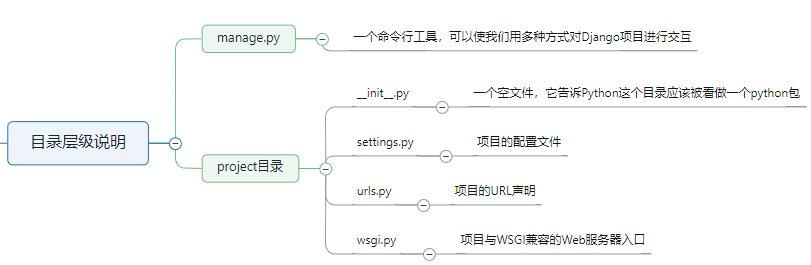 目录层级说明
manage.py
一个命令行工具，可以使我们用多种方式对Django项目进行交互
project目录
__init__.py
一个空文件，它告诉Python这个目录应该被看做一个python包
settings.py
项目的配置文件
urls.py
项目的URL声明
wsgi.py
项目与WSGI兼容的Web服务器入口